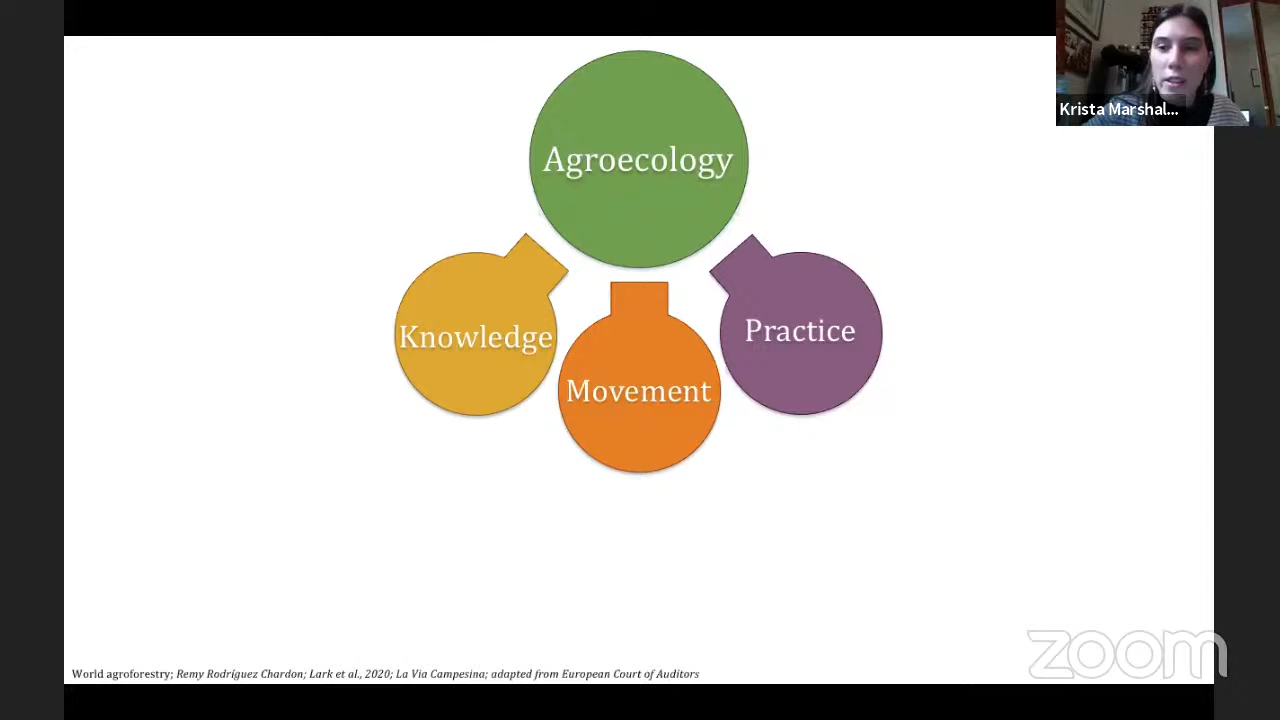 Krista Marshal...
Agroecology
Knowledge
Practice
Movement
World agroforestry; Remy Rodríguez Chardon; Lark et al., 2020; La Via Campesina; adapted from European Court of Auditors
zoom